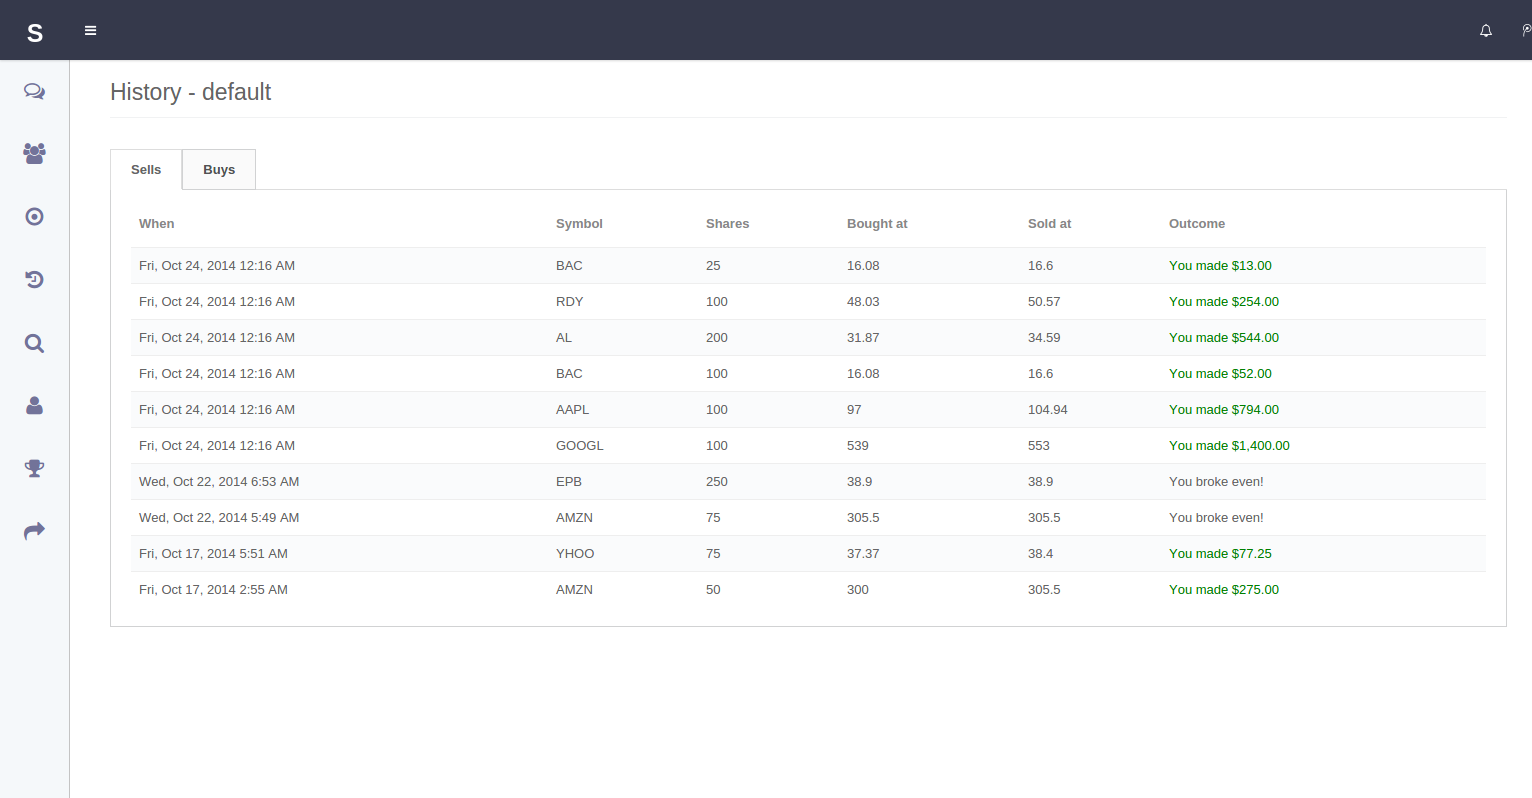 S
History - default
Sells Buys
When Symbol Shares Bought at Sold at Outcome
Fri, Oct 24, 2014 12:16 AM BAC 25 16.08 16.6 You made $13.00
Fri, Oct 24, 2014 12:16 AM RDY 100 48.03 50.57 You made $254.00
Fri, Oct 24, 2014 12:16 AM AL 200 31.87 34.59 You made $544.00
Fri, Oct 24, 2014 12:16 AM BAC 100 16.08 16.6 You made $52.00
Fri, Oct 24, 2014 12:16 AM AAPL 100 97 104.94 You made $794.00
Fri, Oct 24, 2014 12:16 AM GOOGL 100 539 553 You made $1,400.00
Wed, Oct 22, 2014 6:53 AM EPB 250 38.9 38.9 You broke even!
Wed, Oct 22, 2014 5:49 AM AMZN 75 305.5 305.5 You broke even!
Fri, Oct 17, 2014 5:51 AM YHOO 75 37.37 38.4 You made $77.25
Fri, Oct 17, 2014 2:55 AM AMZN 50 300 305.5 You made $275.00